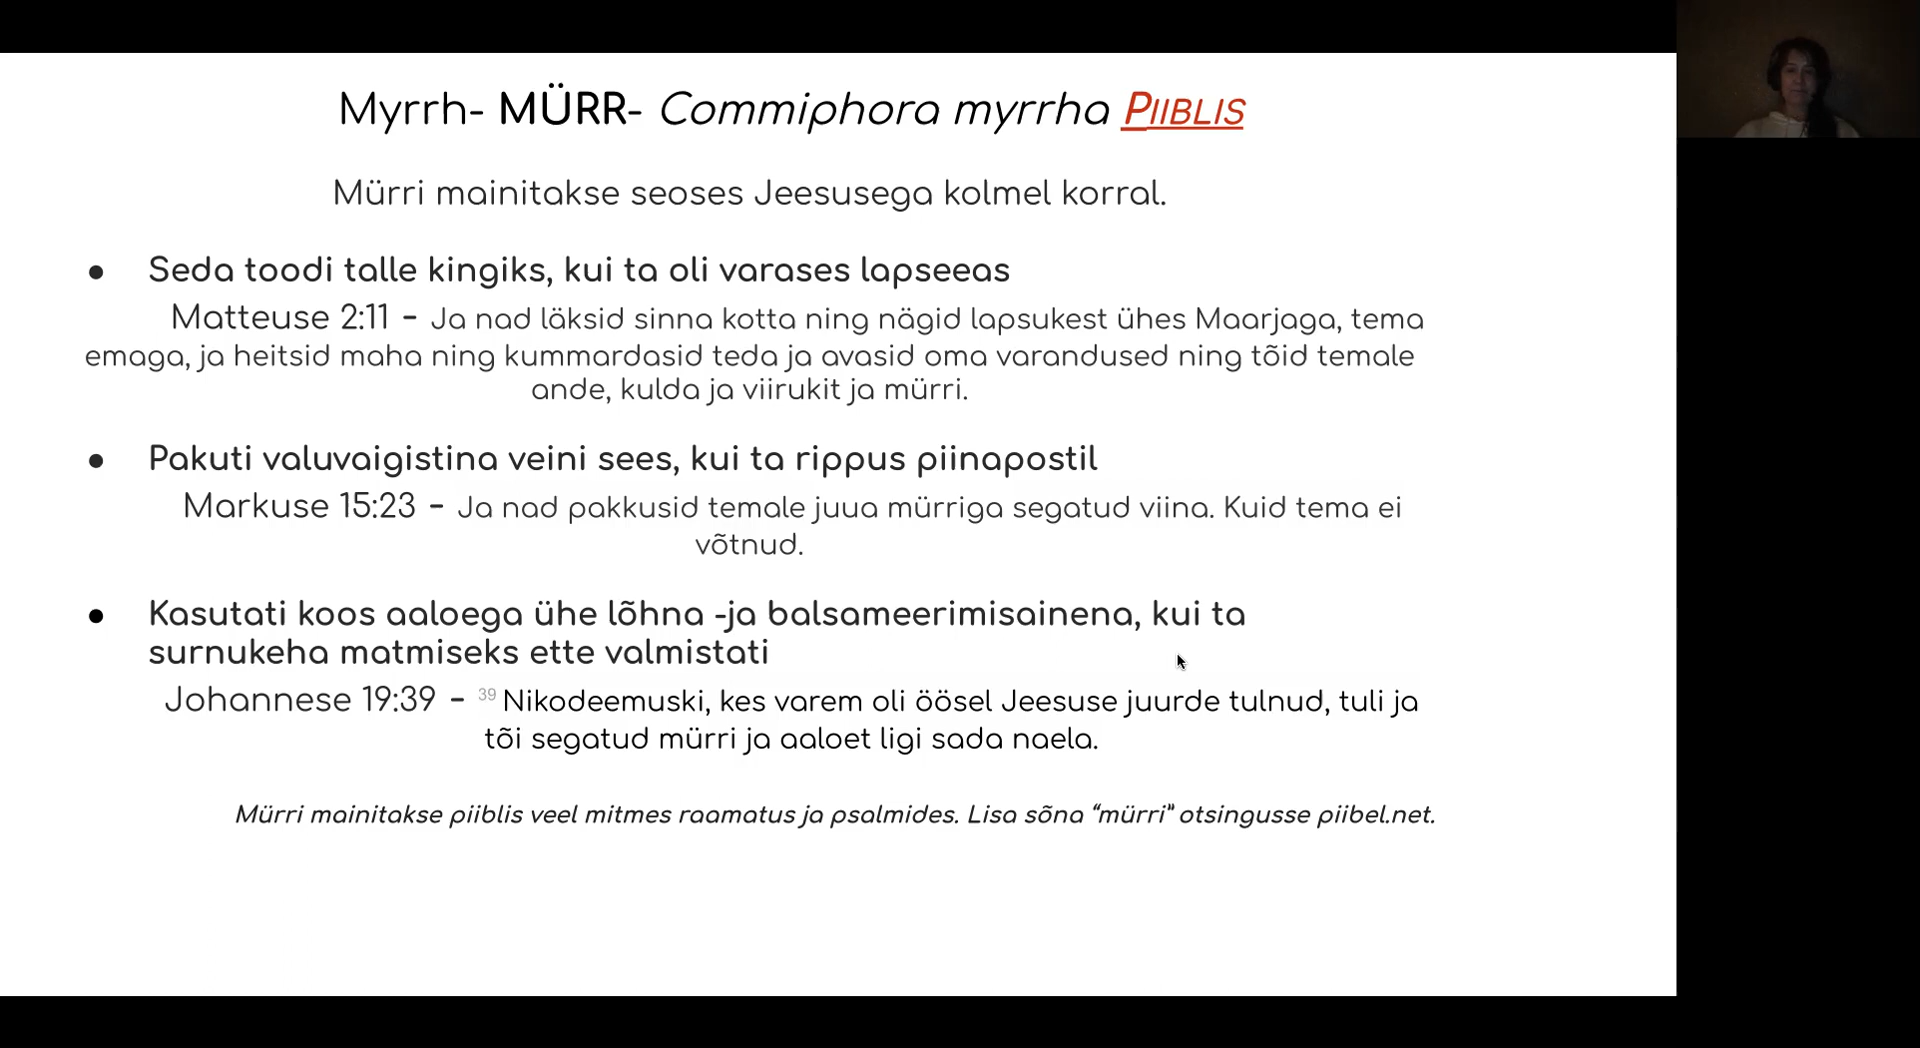 Myrrh- MÜRR- Commiphora myrrha PIIBLIS
Mürri mainitakse seoses Jeesusega kolmel korral.
● Seda toodi talle kingiks, kui ta oli varases lapseeas
Matteuse 2:11 - Ja nad läksid sinna kotta ning nägid lapsukest ühes Maarjaga, tema
emaga, ja heitsid maha ning kummardasid teda ja avasid oma varandused ning tõid temale
ande, kulda ja viirukit ja mürri.
● Pakuti valuvaigistina veini sees, kui ta rippus piinapostil
Markuse 15:23 - Ja nad pakkusid temale juua mürriga segatud viina. Kuid tema ei
võtnud.
● Kasutati koos aaloega ühe lõhna -ja balsameerimisainena, kui ta
surnukeha matmiseks ette valmistati
Johannese 19:39 - 39 Nikodeemuski, kes varem oli öösel Jeesuse juurde tulnud, tuli ja
tõi segatud mürri ja aaloet ligi sada naela.
Mürri mainitakse piiblis veel mitmes raamatus ja psalmides. Lisa sõna “mürri” otsingusse piibel.net.